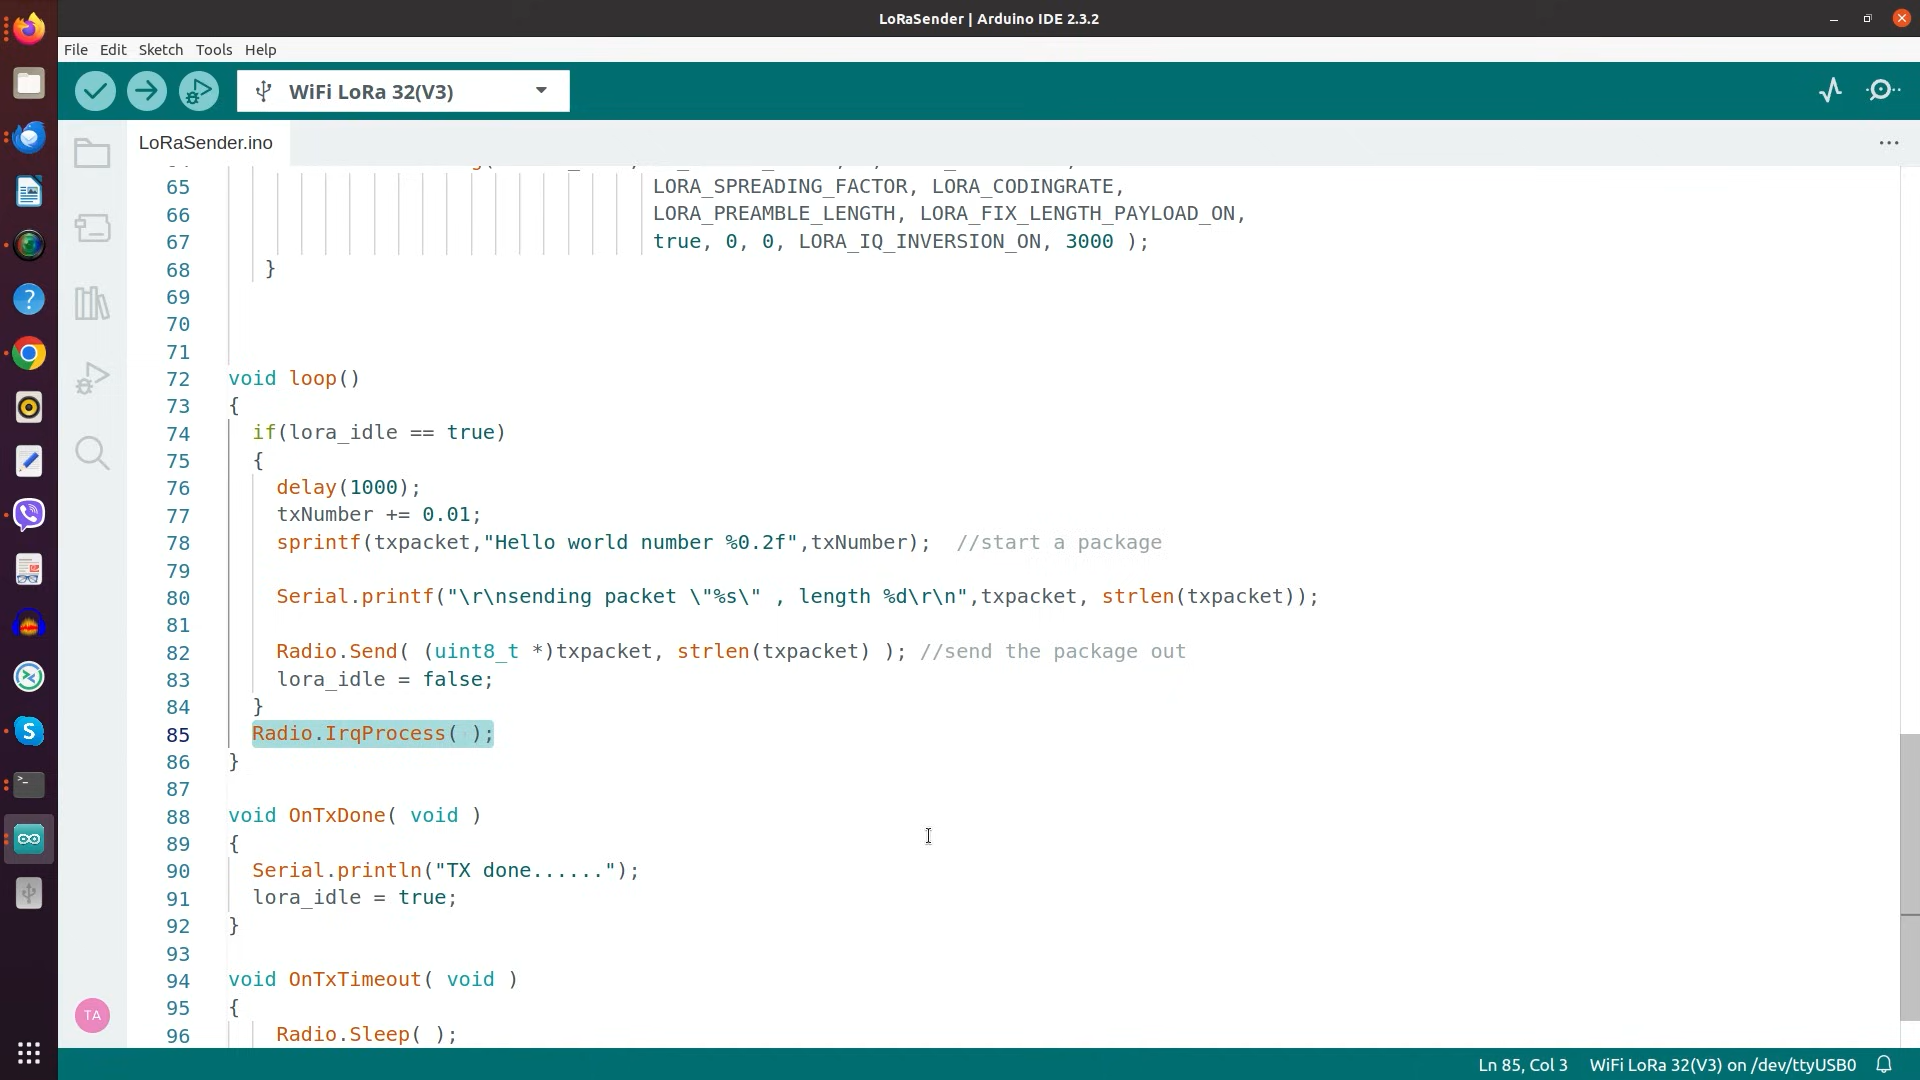 LoRaSender | Arduino IDE 2.3.2
File Edit Sketch Tools Help
WiFi LoRa 32(V3)
LoRaSender.ino
65 LORA_SPREADING_FACTOR, LORA_CODINGRATE,
66 LORA_PREAMBLE_LENGTH, LORA_FIX_LENGTH_PAYLOAD_ON,
67 true, 0, 0, LORA_IQ_INVERSION_ON, 3000 );
68 }
69
70
71
72 void loop()
73 {
74 if(lora_idle == true)
75 {
76 delay(1000);
77 txNumber += 0.01;
78 sprintf(txpacket,"Hello world number %0.2f",txNumber);  //start a package
79
80 Serial.printf("\r\nsending packet \"%s\" , length %d\r\n",txpacket, strlen(txpacket));
81
82 Radio.Send( (uint8_t *)txpacket, strlen(txpacket) ); //send the package out
83 lora_idle = false;
84 }
85 Radio.IrqProcess( );
86 }
87
88 void OnTxDone( void )
89 {
90 Serial.println("TX done......");
91 lora_idle = true;
92 }
93
94 void OnTxTimeout( void )
95 {
96 Radio.Sleep( );
TA
Ln 85, Col 3 WiFi LoRa 32(V3) on /dev/ttyUSB0